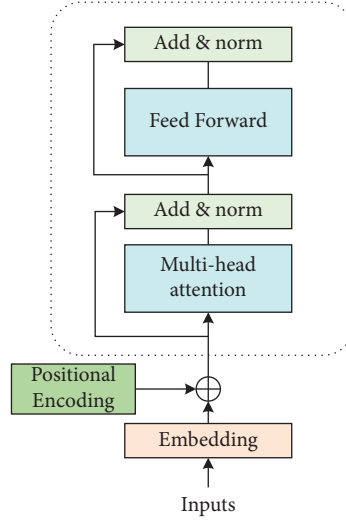 Add & norm
Feed Forward
Add & norm
Multi-head
attention
Positional
Encoding
Embedding
Inputs